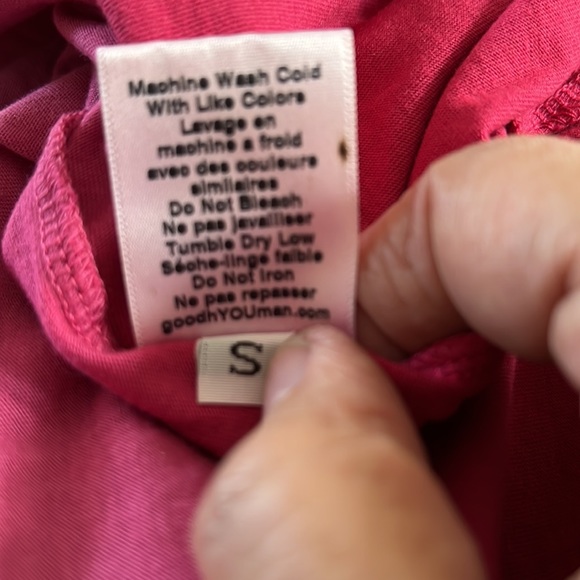 Machine Wash Cold
With Like Colors
Lavage en
machine a froid
avec des couleurs
similaires
Do Not Bleach
Ne pas javailiser
Tumble Dry Low
Séche-linge faible
Do Not Iron
Ne pas repasser
goodhYOUman.com
S